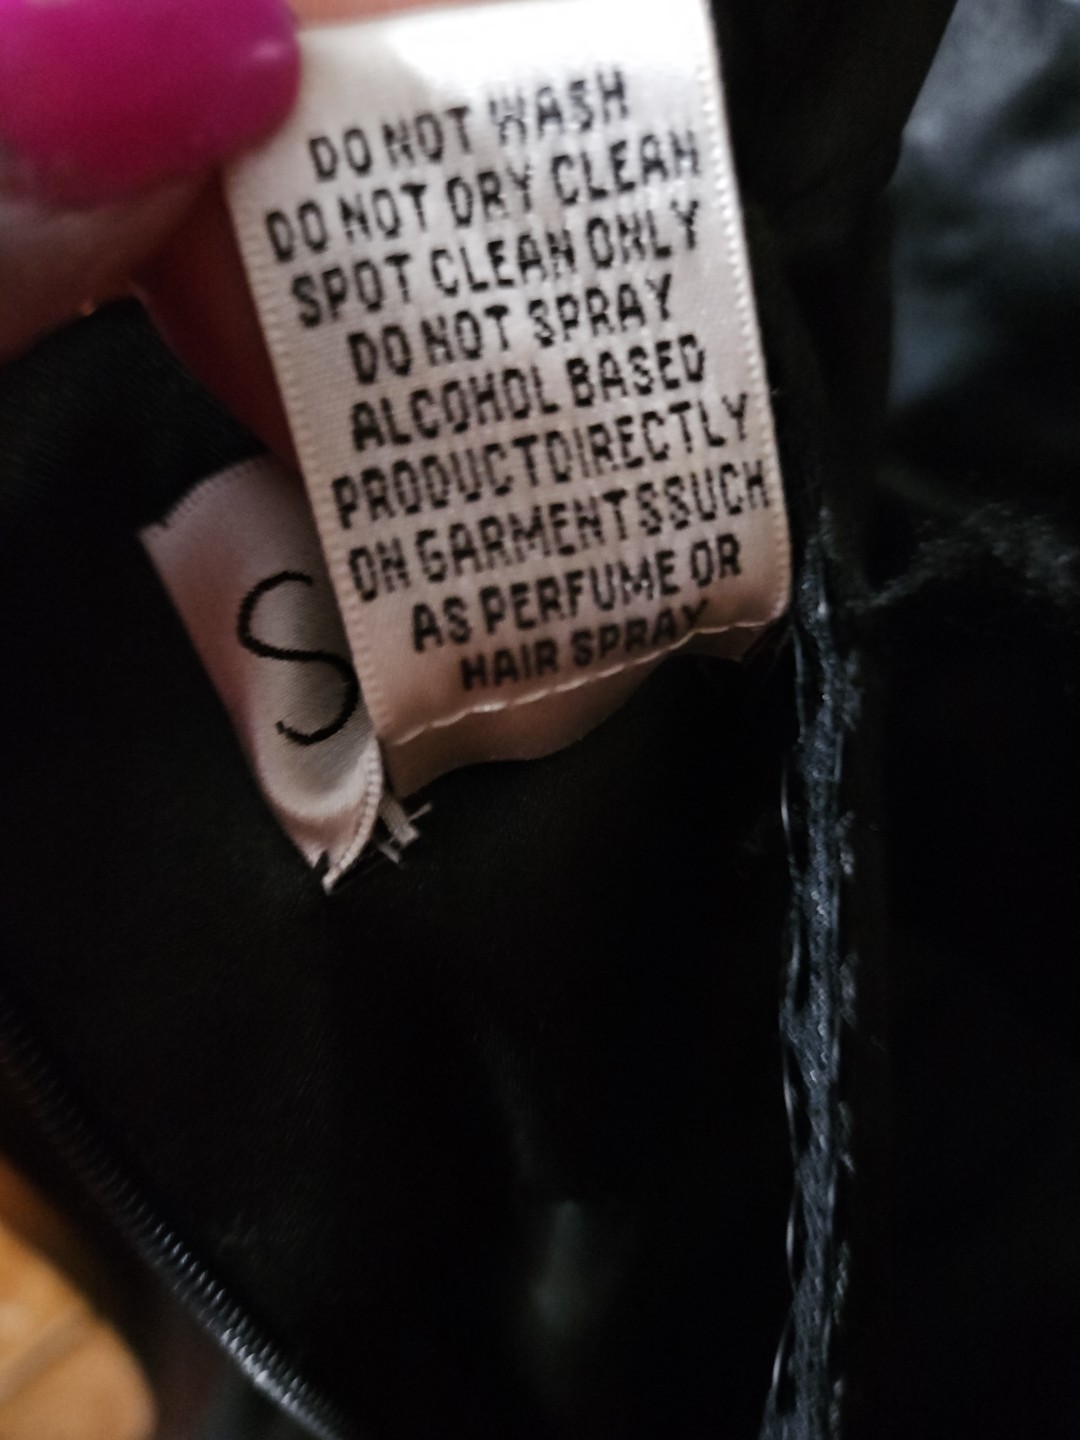 DO NOT WASH
DO NOT DRY CLEAN
SPOT CLEAN ONLY
DO NOT SPRAY
ALCOHOL BASED
PRODUCTDIRECTLY
ON GARMENTSSUCH
AS PERFUME OR
HAIR SPRAY
S